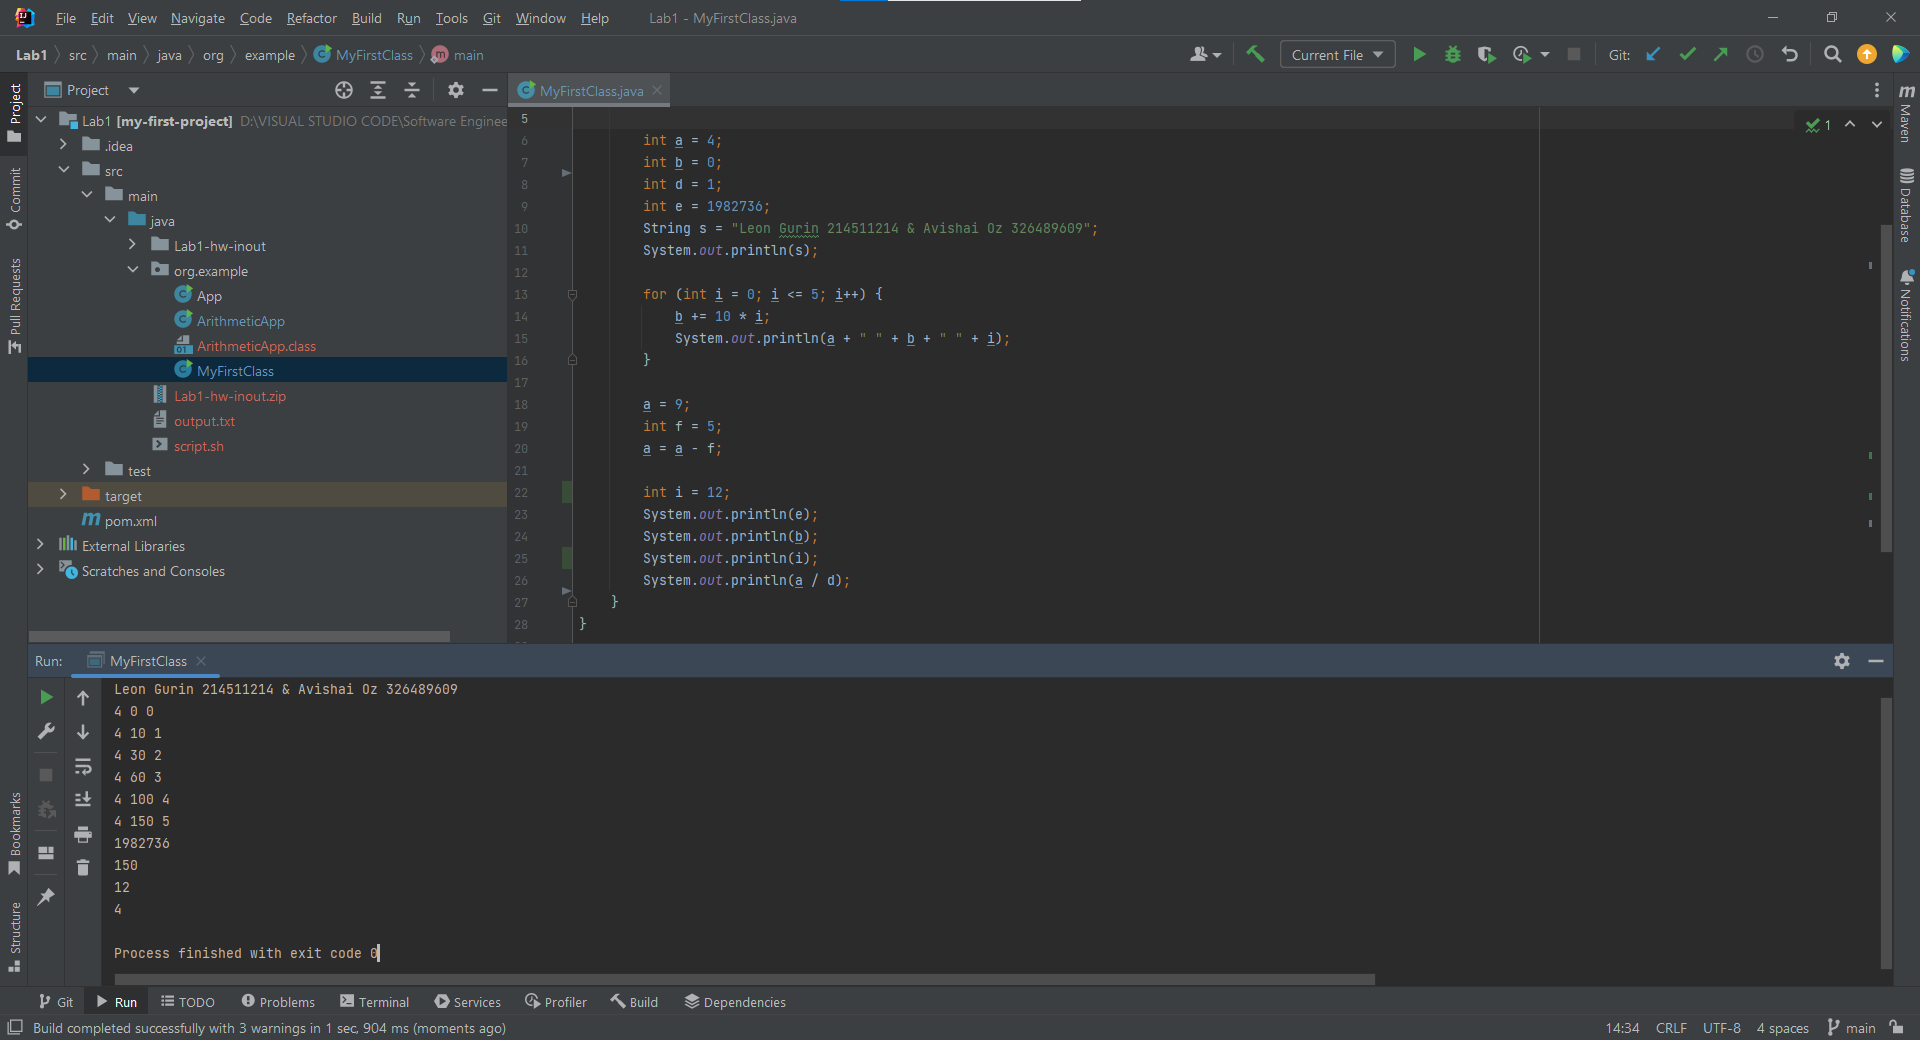 File Edit View Navigate Code Refactor Build Run Tools Git Window Help Lab1 - MyFirstClass.java
Lab1 src main java org example MyFirstClass main
Current File Git:
Project
MyFirstClass.java
Project
Commit
Pull Requests
Bookmarks
Structure
Lab1 [my-first-project] D:\VISUAL STUDIO CODE\Software Enginee
.idea
src
main
java
Lab1-hw-inout
org.example
App
ArithmeticApp
ArithmeticApp.class
MyFirstClass
Lab1-hw-inout.zip
output.txt
script.sh
test
target
pom.xml
External Libraries
Scratches and Consoles
1
5
6 int a = 4;
7 int b = 0;
8 int d = 1;
9 int e = 1982736;
10 String s = "Leon Gurin 214511214 & Avishai Oz 326489609";
11 System.out.println(s);
12
13 for (int i = 0; i <= 5; i++) {
14 b += 10 * i;
15 System.out.println(a + " " + b + " " + i);
16 }
17
18 a = 9;
19 int f = 5;
20 a = a - f;
21
22 int i = 12;
23 System.out.println(e);
24 System.out.println(b);
25 System.out.println(i);
26 System.out.println(a / d);
27 }
28 }
Maven
Database
Notifications
Run: MyFirstClass
Leon Gurin 214511214 & Avishai Oz 326489609
4 0 0
4 10 1
4 30 2
4 60 3
4 100 4
4 150 5
1982736
150
12
4
Process finished with exit code 0
Git Run TODO Problems Terminal Services Profiler Build Dependencies
Build completed successfully with 3 warnings in 1 sec, 904 ms (moments ago) 14:34 CRLF UTF-8 4 spaces main